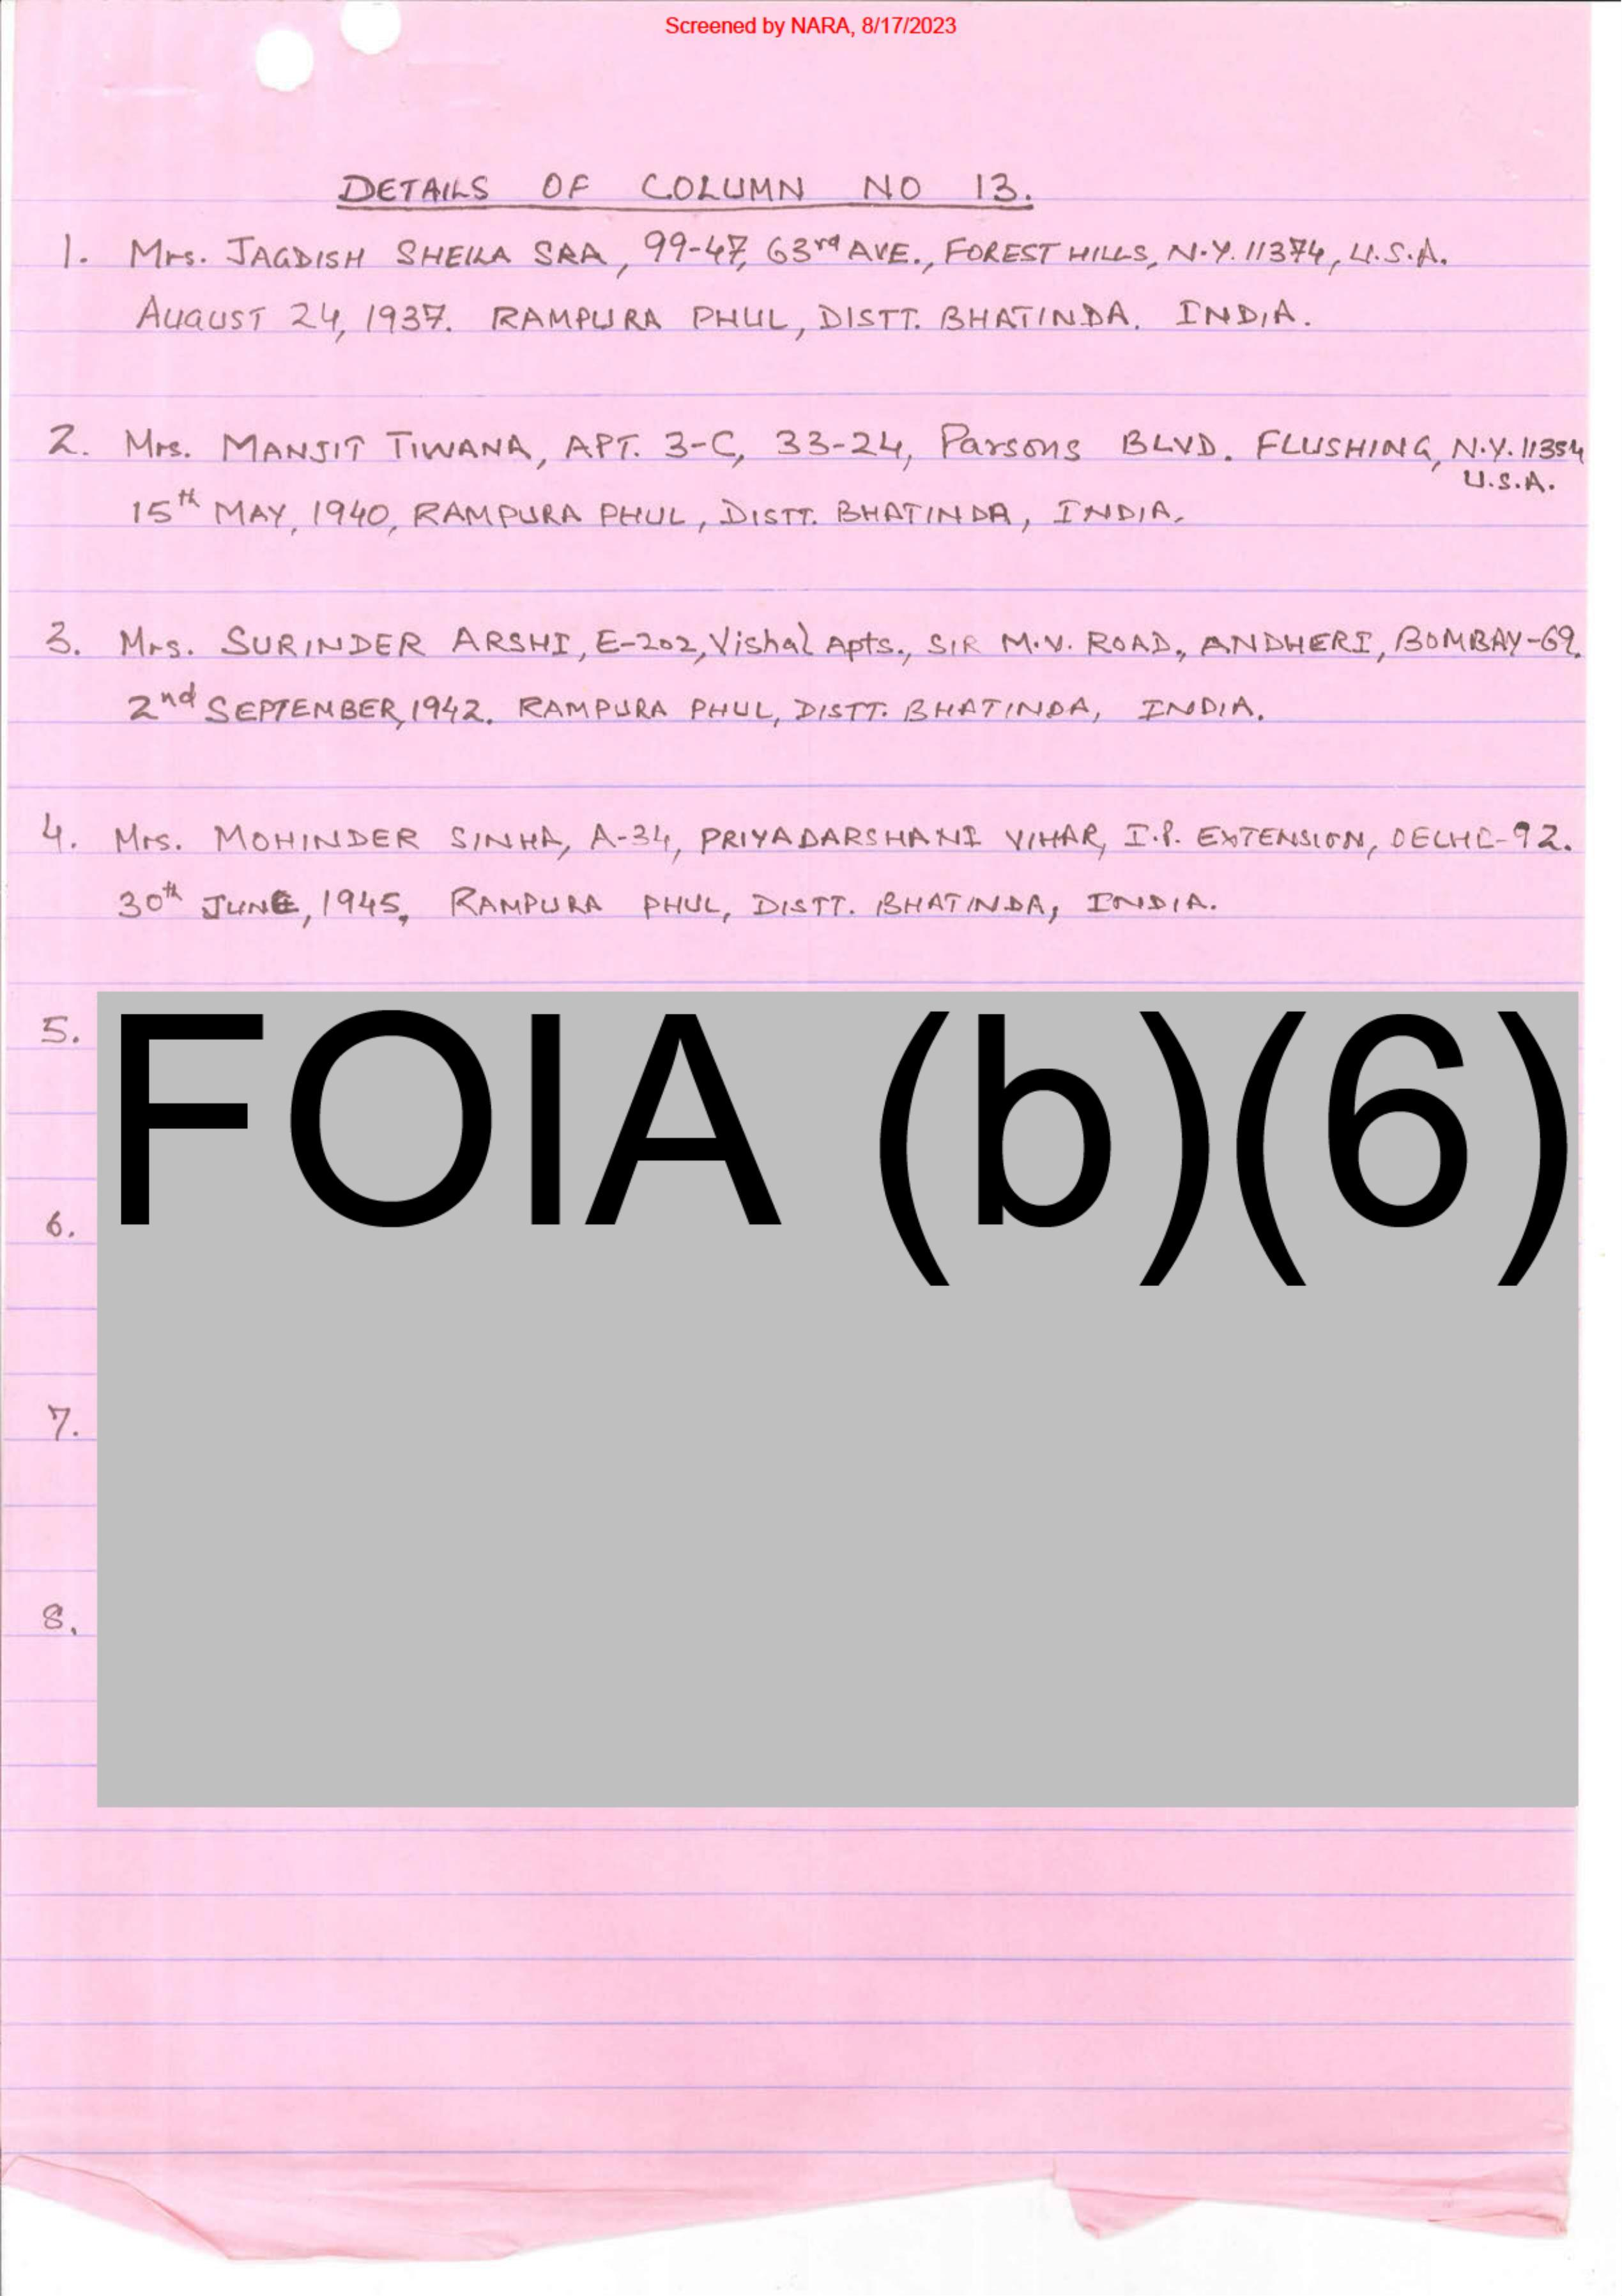 Screened by NARA, 8/17/2023
DETAILS OF COLUMN NO 13.
1. Mrs. JAGDISH SHEILA SRA, 99-47, 63rd AVE., FOREST HILLS, N.Y. 11374, U.S.A.
AUGUST 24, 1937. RAMPURA PHUL, DISTT. BHATINDA. INDIA.
2. Mrs. MANJIT TIWANA, APT. 3-C, 33-24, Parsons BLVD. FLUSHING, N.Y. 11354
U.S.A.
15th MAY, 1940, RAMPURA PHUL, DISTT. BHATINDA, INDIA.
3. Mrs. SURINDER ARSHI, E-202, Vishal Apts., SIR M.V. ROAD, ANDHERI, BOMBAY-69.
2nd SEPTEMBER, 1942. RAMPURA PHUL, DISTT. BHATINDA, INDIA.
4. Mrs. MOHINDER SINHA, A-34, PRIYADARSHANI VIHAR, I.P. EXTENSION, DELHI-92.
30th JUNE, 1945, RAMPURA PHUL, DISTT. BHATINDA, INDIA.
5. FOIA (b)(6)
6.
7.
8.